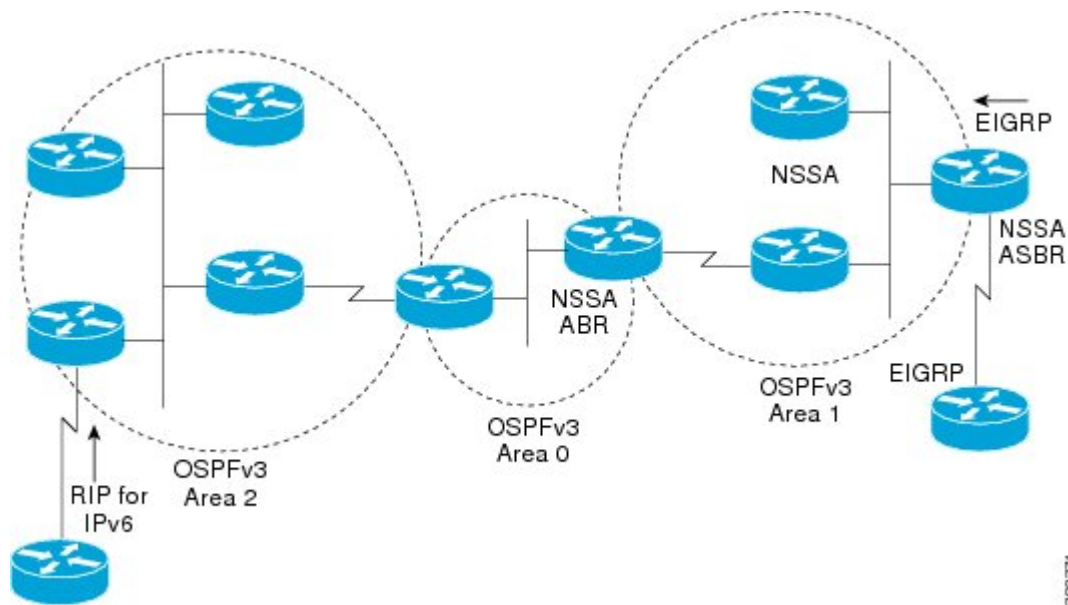 EIGRP
NSSA
NSSA
ASBR
NSSA
ABR
EIGRP
OSPFv3
Area 1
OSPFv3
Area 0
OSPFv3
Area 2
RIP for
IPv6